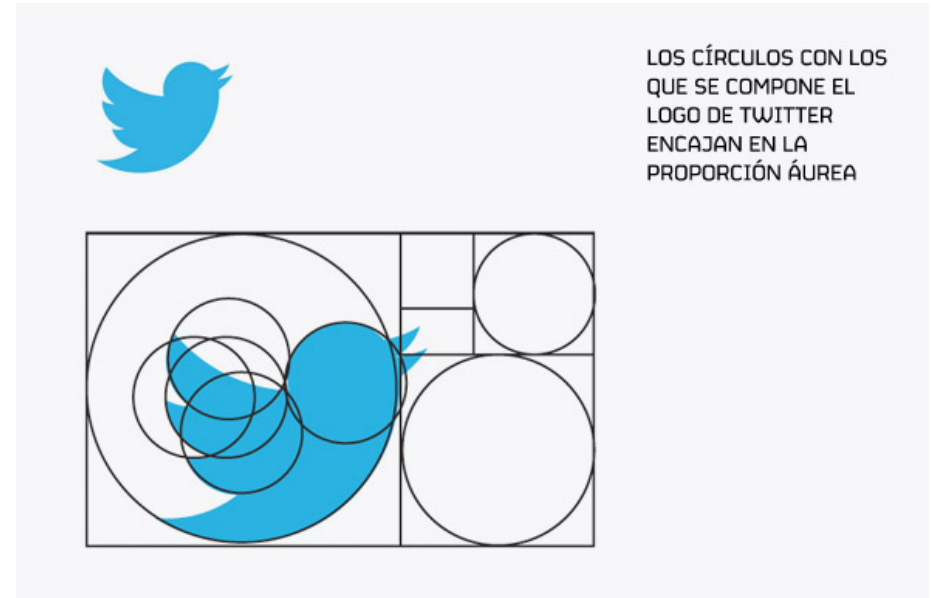 LOS CÍRCULOS CON LOS
QUE SE COMPONE EL
LOGO DE TWITTER
ENCAJAN EN LA
PROPORCIÓN ÁUREA